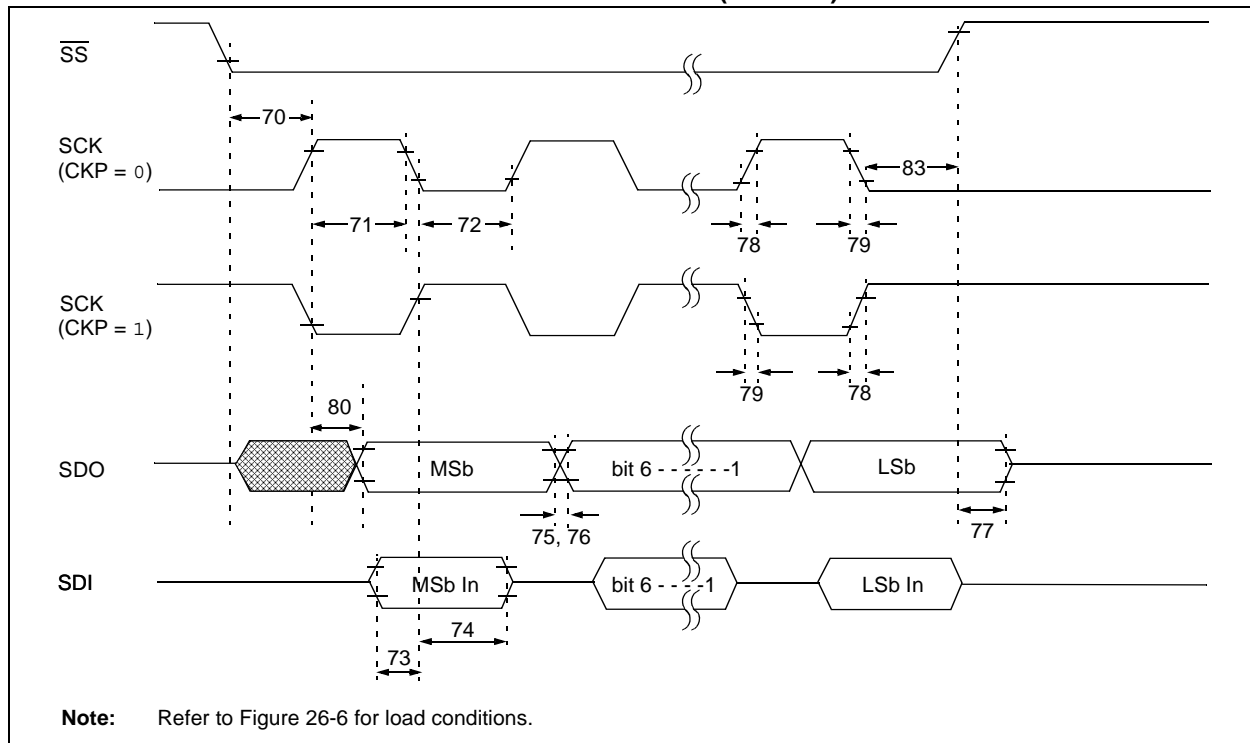 SS
70
SCK
(CKP = 0)
83
71
72
78
79
SCK
(CKP = 1)
79
78
80
SDO
MSb
bit 6 - - - - - - -1
LSb
75, 76
77
SDI
MSb In
bit 6 - - - - -1
LSb In
74
73
Note: Refer to Figure 26-6 for load conditions.